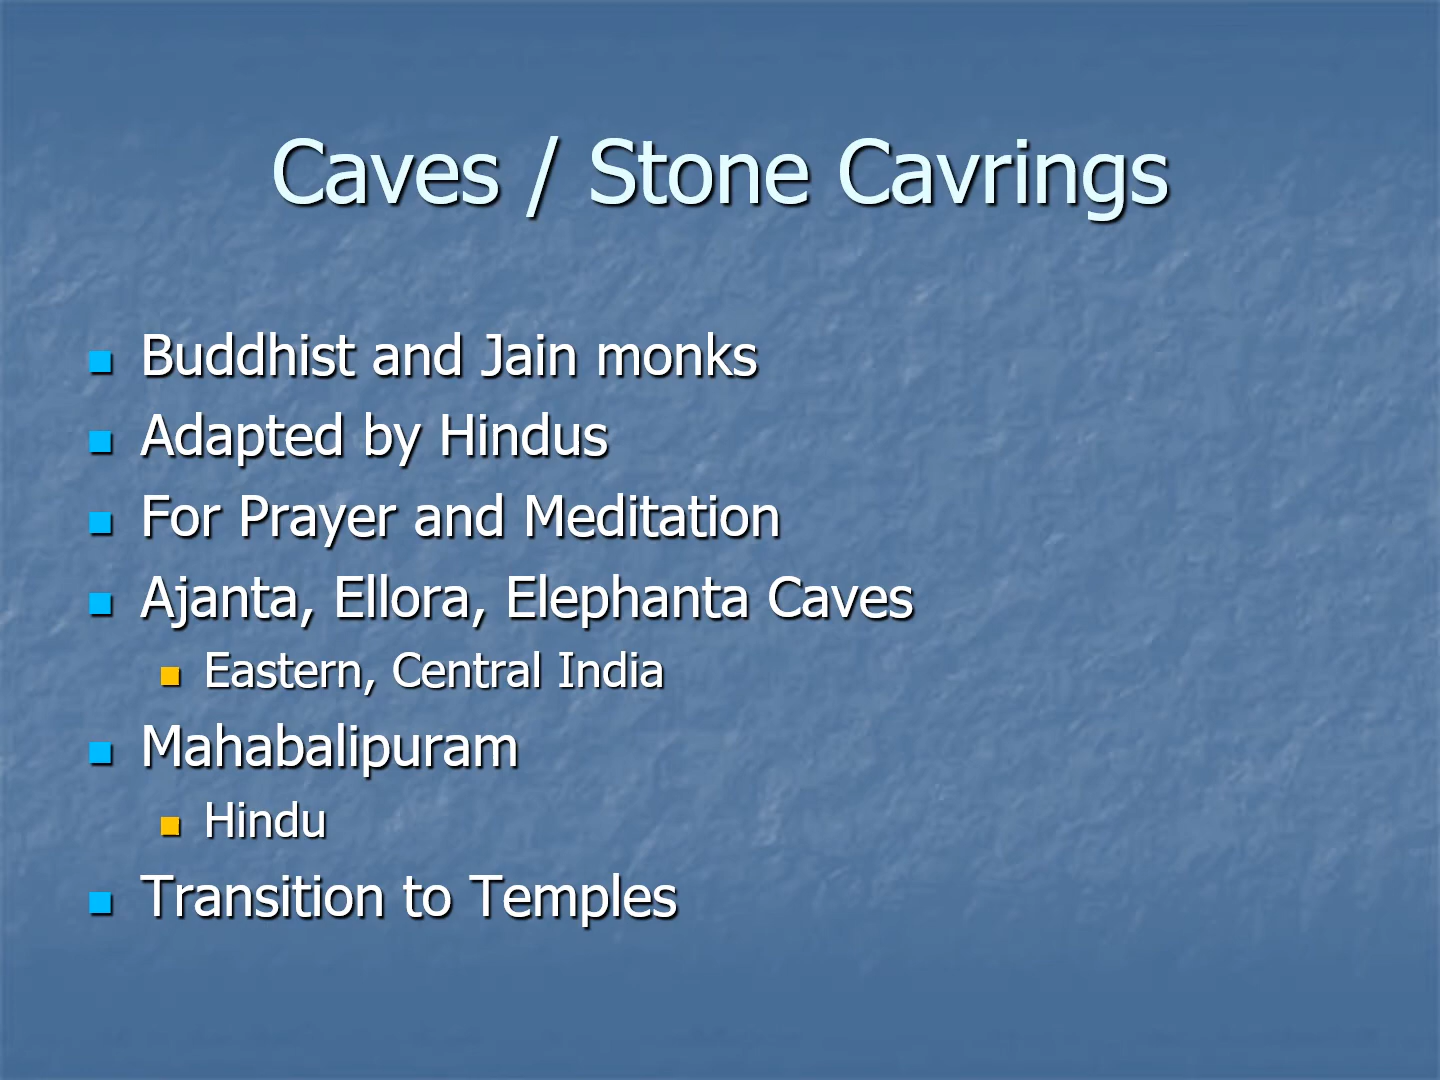 Caves / Stone Cavrings
Buddhist and Jain monks
Adapted by Hindus
For Prayer and Meditation
Ajanta, Ellora, Elephanta Caves
Eastern, Central India
Mahabalipuram
Hindu
Transition to Temples